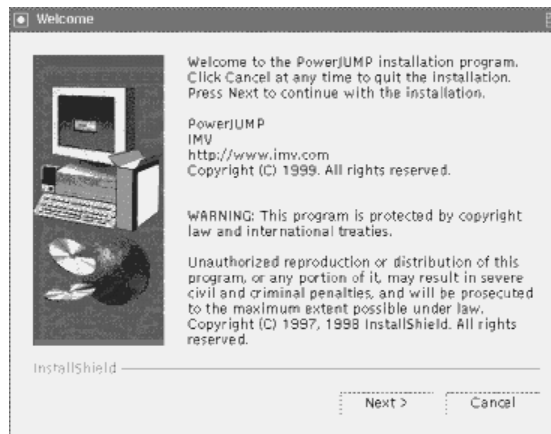 Welcome
Welcome to the PowerJUMP installation program.
Click Cancel at any time to quit the installation.
Press Next to continue with the installation.
PowerJUMP
IMV
http://www.imv.com
Copyright (C) 1999. All rights reserved.
WARNING: This program is protected by copyright
law and international treaties.
Unauthorized reproduction or distribution of this
program, or any portion of it, may result in severe
civil and criminal penalties, and will be prosecuted
to the maximum extent possible under law.
Copyright (C) 1997, 1998 InstallShield. All rights
reserved.
InstallShield
Next >
Cancel